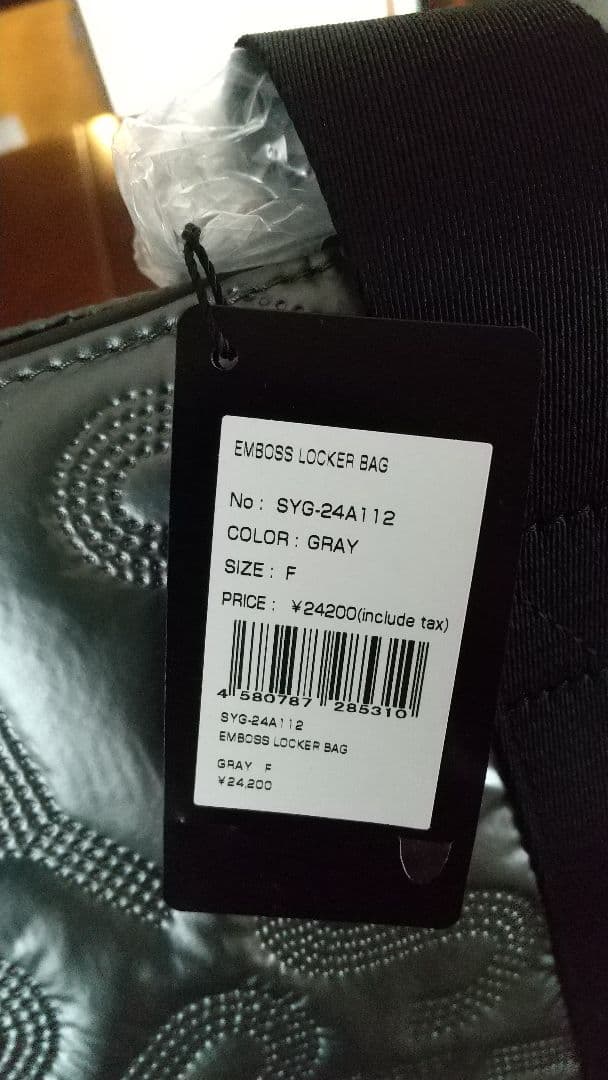 EMBOSS LOCKER BAG
No : SYG-24A112
COLOR : GRAY
SIZE : F
PRICE : ¥24200(include tax)
4 580787 285310
SYG-24A112
EMBOSS LOCKER BAG
GRAY F
¥24,200